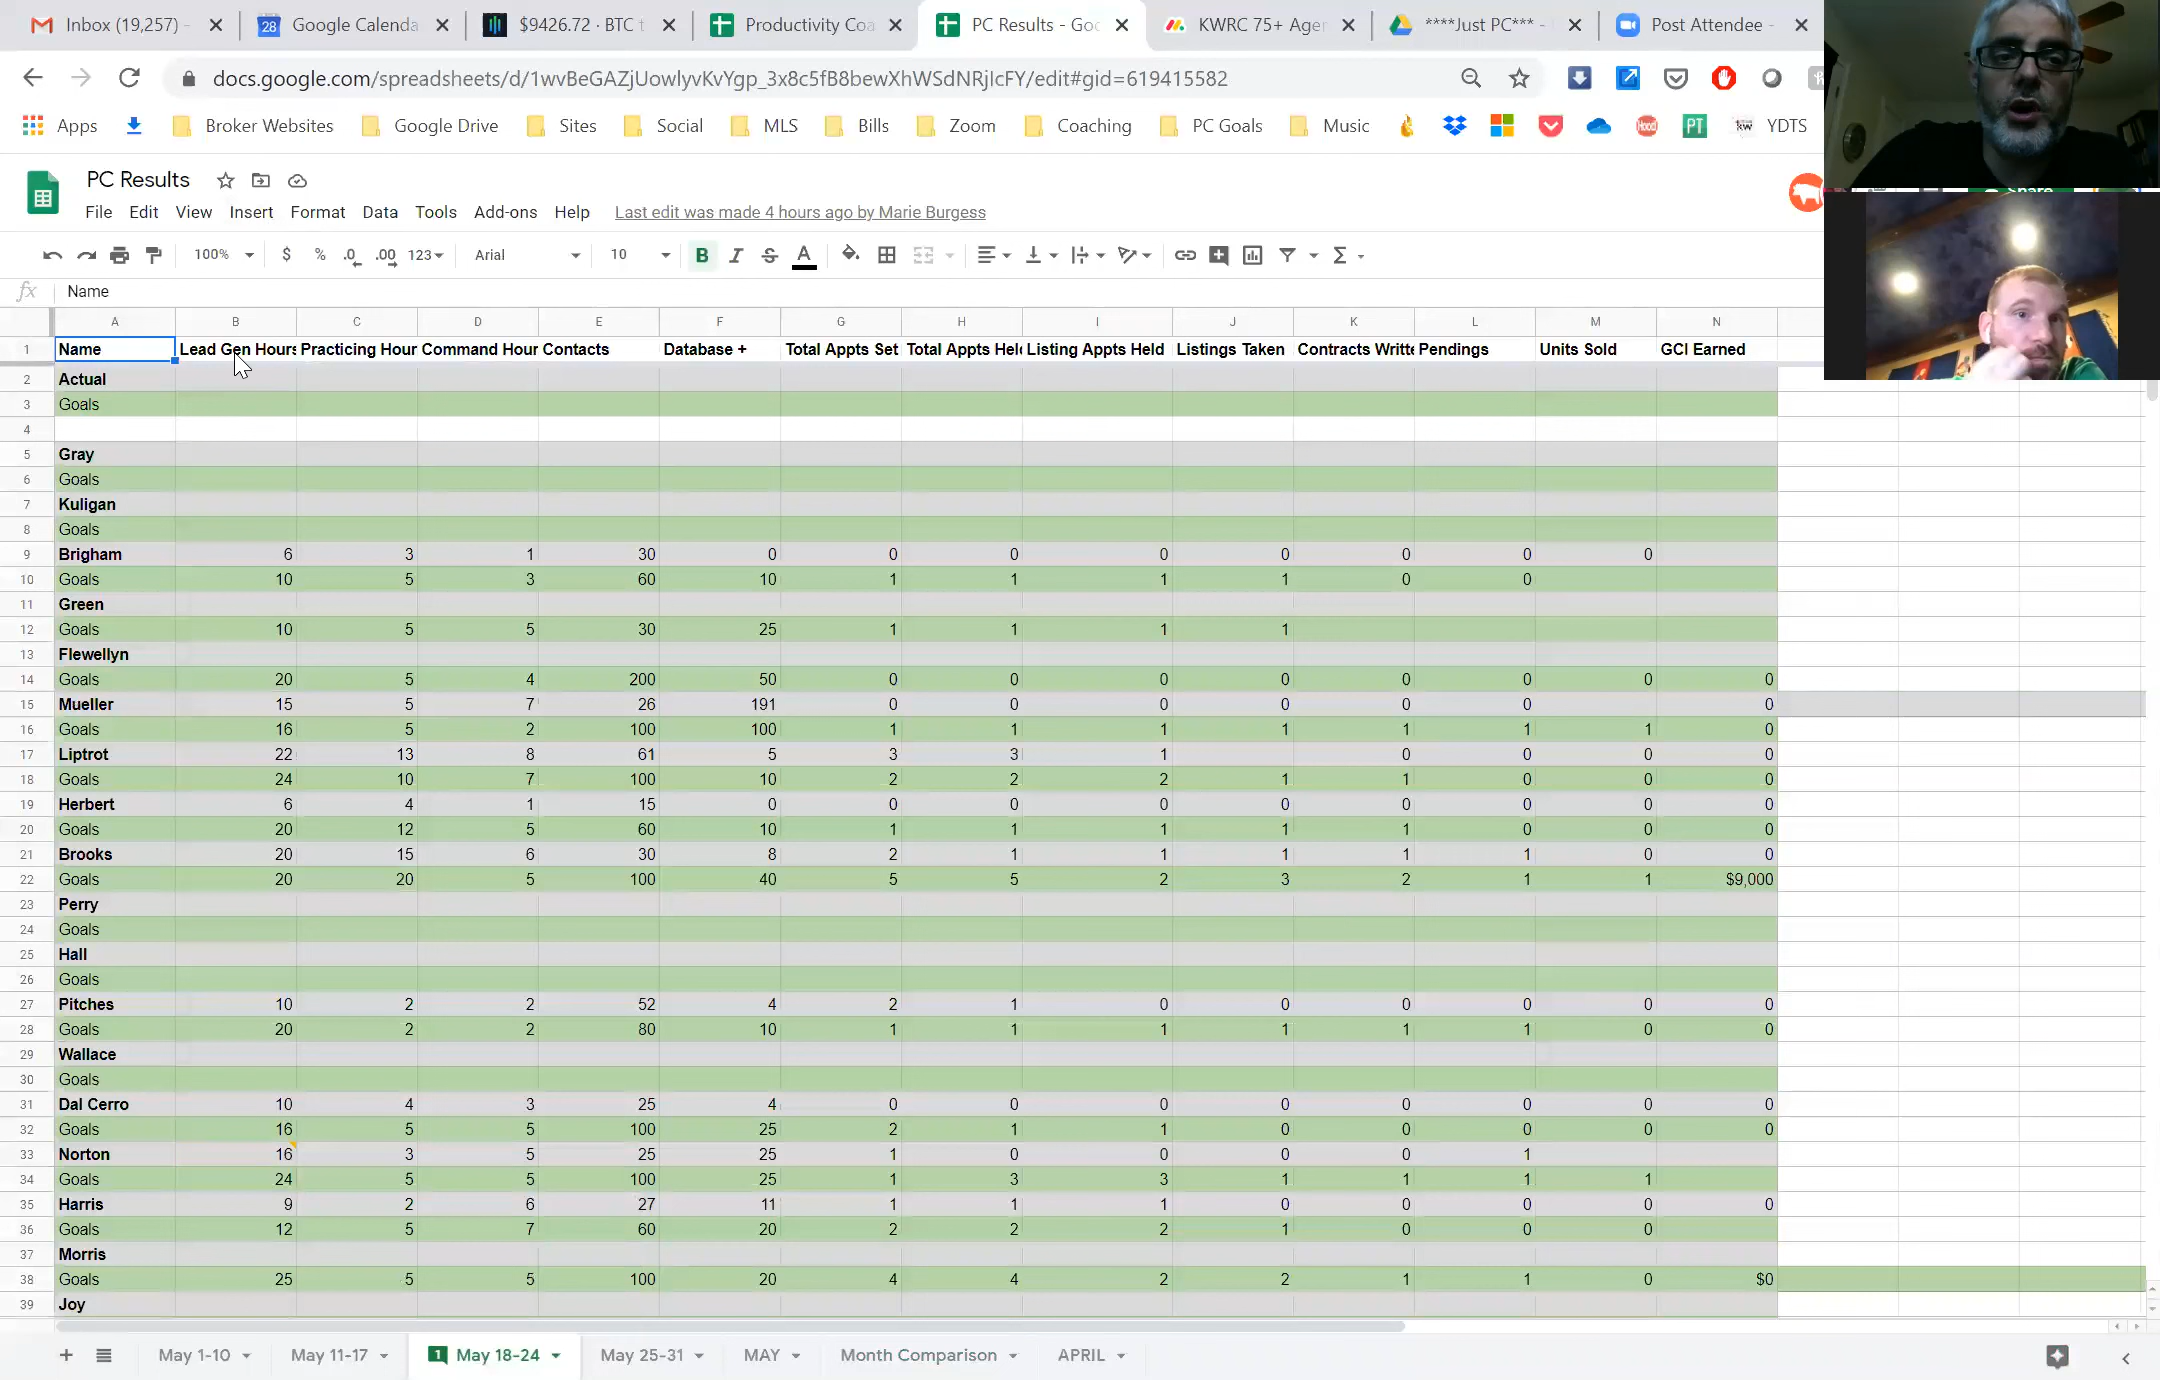 Inbox (19,257) -
28 Google Calenda
$9426.72 · BTC t
Productivity Coa
PC Results - Goo
KWRC 75+ Agen
****Just PC*** -
Post Attendee -
docs.google.com/spreadsheets/d/1wvBeGAZjUowlyvKvYgp_3x8c5fB8bewXhWSdNRjIcFY/edit#gid=619415582
Apps Broker Websites Google Drive Sites Social MLS Bills Zoom Coaching PC Goals Music Hood PT kw YDTS
PC Results
File Edit View Insert Format Data Tools Add-ons Help Last edit was made 4 hours ago by Marie Burgess
100% $ % .0 .00 123 Arial 10 B I S A Σ
fx Name
A B C D E F G H I J K L M N
1 Name Lead Gen Hours Practicing Hour Command Hour Contacts Database + Total Appts Set Total Appts Held Listing Appts Held Listings Taken Contracts Writte Pendings Units Sold GCI Earned
2 Actual
3 Goals
4
5 Gray
6 Goals
7 Kuligan
8 Goals
9 Brigham 6 3 1 30 0 0 0 0 0 0 0 0
10 Goals 10 5 3 60 10 1 1 1 1 0 0
11 Green
12 Goals 10 5 5 30 25 1 1 1 1
13 Flewellyn
14 Goals 20 5 4 200 50 0 0 0 0 0 0 0 0
15 Mueller 15 5 7 26 191 0 0 0 0 0 0 0
16 Goals 16 5 2 100 100 1 1 1 1 1 1 1 0
17 Liptrot 22 13 8 61 5 3 3 1 0 0 0 0
18 Goals 24 10 7 100 10 2 2 2 1 1 0 0 0
19 Herbert 6 4 1 15 0 0 0 0 0 0 0 0 0
20 Goals 20 12 5 60 10 1 1 1 1 1 0 0 0
21 Brooks 20 15 6 30 8 2 1 1 1 1 1 0 0
22 Goals 20 20 5 100 40 5 5 2 3 2 1 1 $9,000
23 Perry
24 Goals
25 Hall
26 Goals
27 Pitches 10 2 2 52 4 2 1 0 0 0 0 0 0
28 Goals 20 2 2 80 10 1 1 1 1 1 1 0 0
29 Wallace
30 Goals
31 Dal Cerro 10 4 3 25 4 0 0 0 0 0 0 0 0
32 Goals 16 5 5 100 25 2 1 1 0 0 0 0 0
33 Norton 16 3 5 25 25 1 0 0 0 0 1
34 Goals 24 5 5 100 25 1 3 3 1 1 1 1
35 Harris 9 2 6 27 11 1 1 1 0 0 0 0 0
36 Goals 12 5 7 60 20 2 2 2 1 0 0 0
37 Morris
38 Goals 25 5 5 100 20 4 4 2 2 1 1 0 $0
39 Joy
May 1-10 May 11-17 1 May 18-24 May 25-31 MAY Month Comparison APRIL